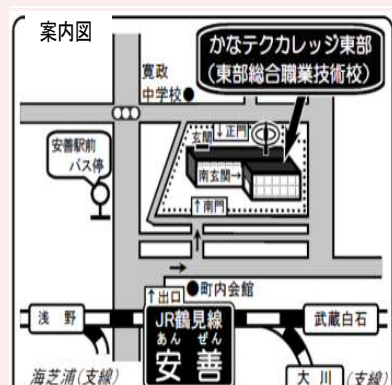 案内図
かなテクカレッジ東部
(東部総合職業技術校)
寛政
中学校●
玄関
↓正門
安善駅前
バス停
南玄関→
↑南門
↑出口
●町内会館
浅野
JR鶴見線
あんぜん
安善
武蔵白石
海芝浦(支線)
大川(支線)